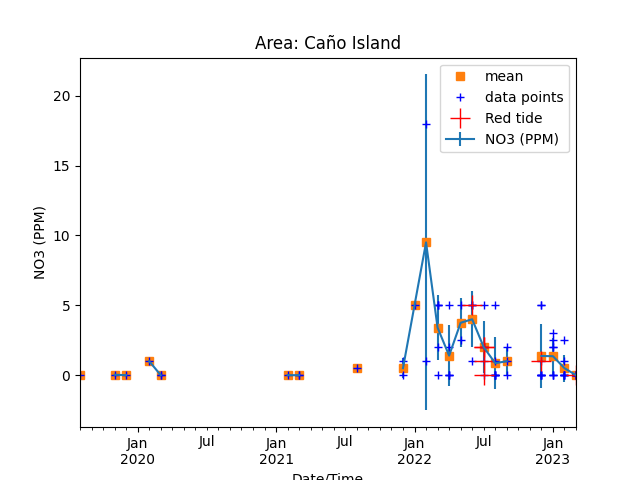 Area: Caño Island
mean
data points
Red tide
NO3 (PPM)
NO3 (PPM)
20
15
10
5
0
Jan Jul Jan Jul Jan Jul Jan
2020 2021 2022 2023
Date/Time